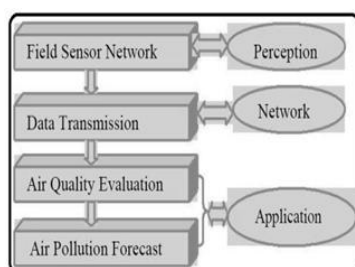 Field Sensor Network
Perception
Data Transmission
Network
Air Quality Evaluation
Application
Air Pollution Forecast